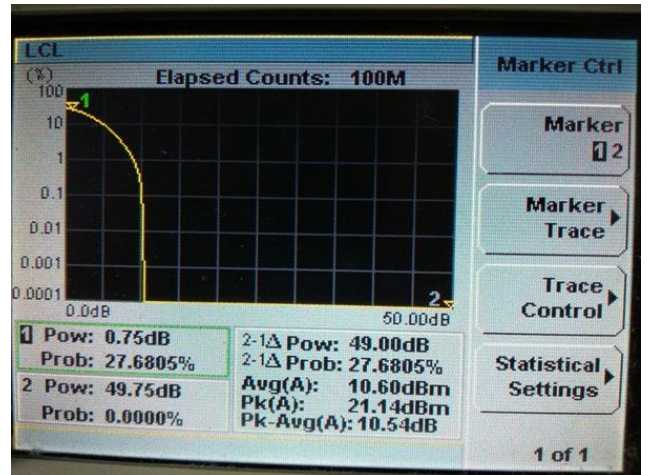 LCL
Marker Ctrl
(%)
Elapsed Counts: 100M
100
1
10
1
0.1
0.01
0.001
0.0001
2
0.0dB
50.00dB
1 Pow: 0.75dB
Prob: 27.6805%
2 Pow: 49.75dB
Prob: 0.0000%
2-1Δ Pow: 49.00dB
2-1Δ Prob: 27.6805%
Avg(A): 10.60dBm
Pk(A): 21.14dBm
Pk-Avg(A): 10.54dB
Marker
1 2
Marker
Trace
Trace
Control
Statistical
Settings
1 of 1